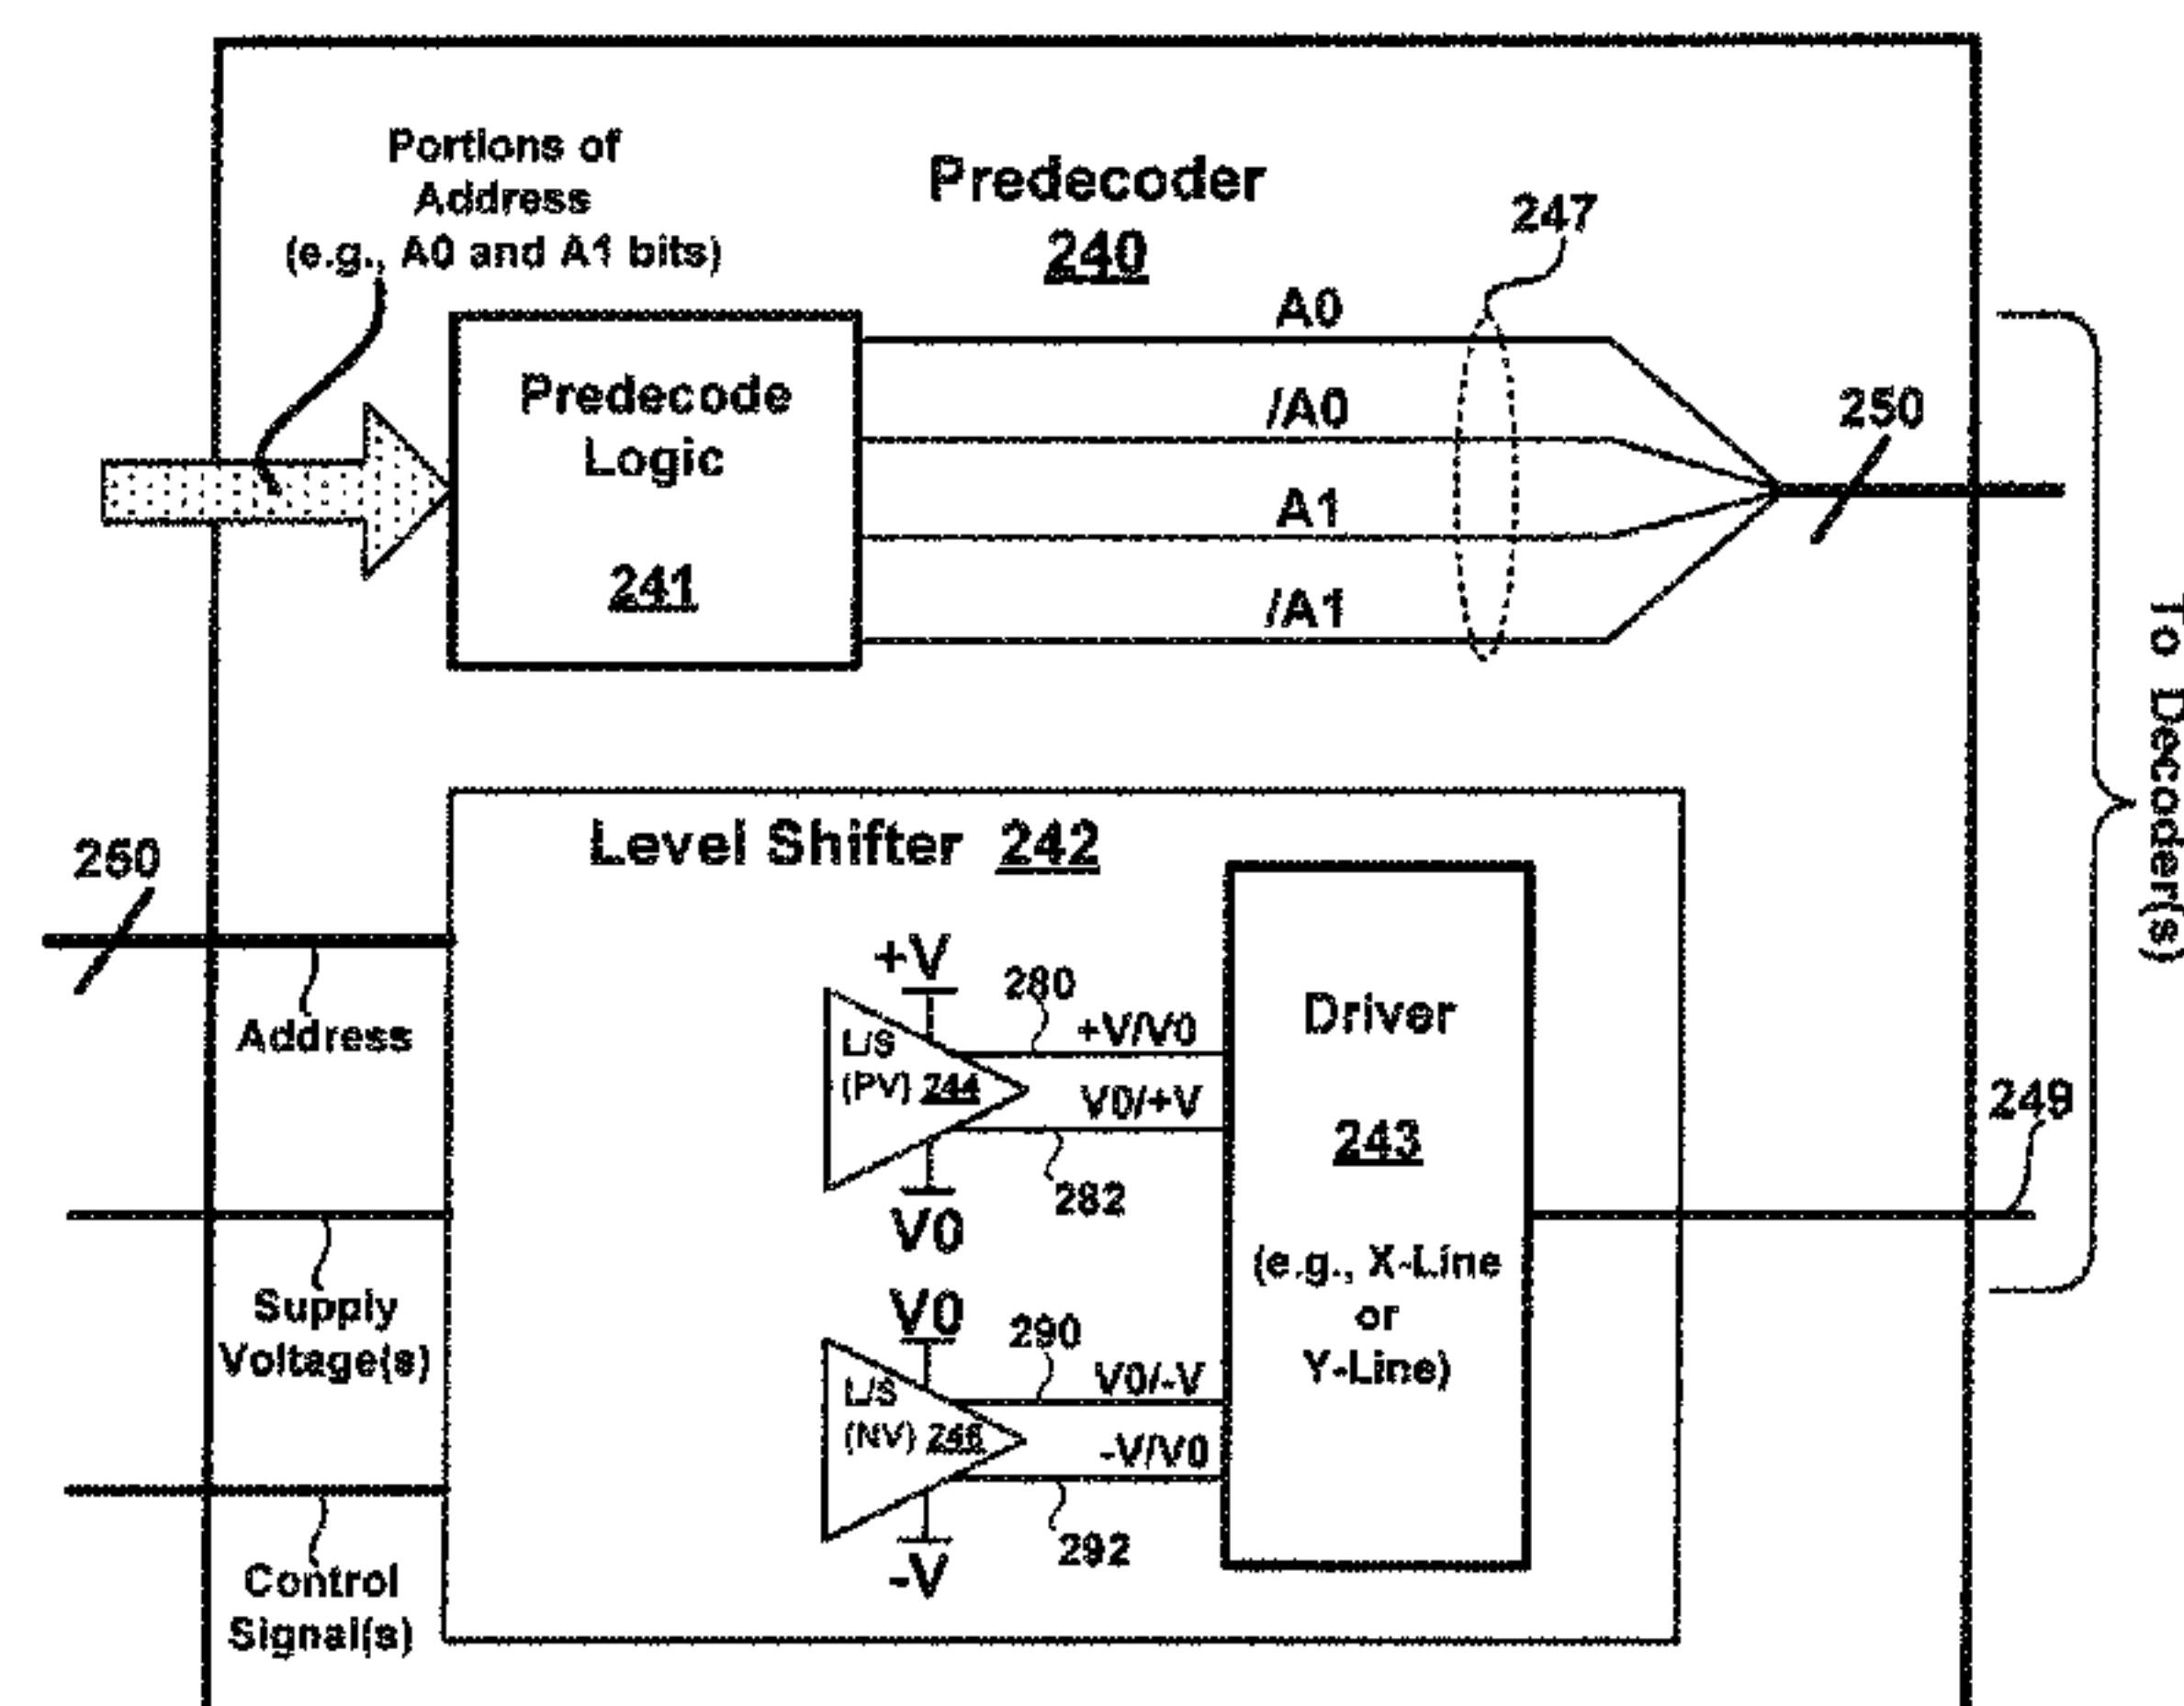 Portions of
Address
(e.g., A0 and A1 bits)
Predecoder
240
247
A0
/A0
A1
/A1
250
Predecode
Logic
241
To Decoder(s)
Level Shifter 242
250
Address
Supply
Voltage(s)
Control
Signal(s)
+V
L/S
(PV) 244
V0
280
+V/V0
V0/+V
282
V0
L/S
(NV) 246
-V
290
V0/-V
-V/V0
292
Driver
243
(e.g., X-Line
or
Y-Line)
249